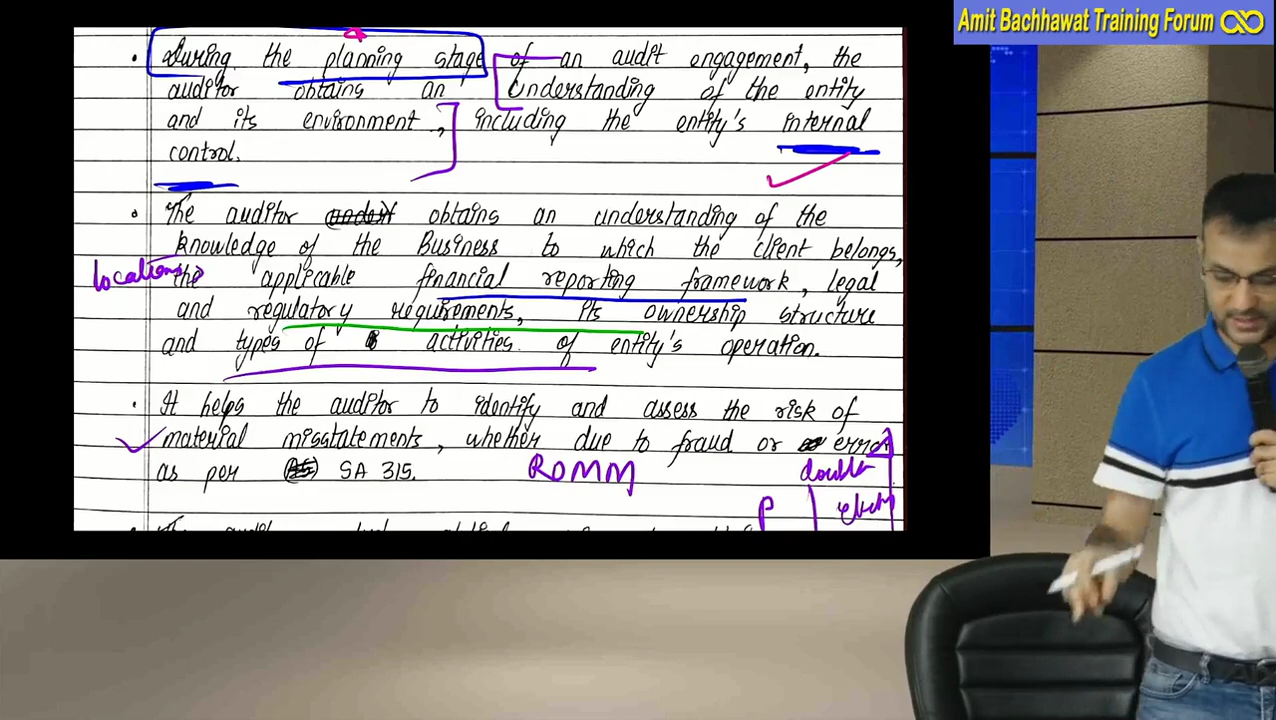 Amit Bachhawat Training Forum
• During the planning stage of an audit engagement, the
auditor obtains an Understanding of the entity
and its environment, including the entity's internal
control.
• The auditor obtains an understanding of the
knowledge of the Business to which the client belongs,
locations
the applicable financial reporting framework, legal
and regulatory requirements, its ownership structure
and types of activities of entity's operation.
• It helps the auditor to identify and assess the risk of
material misstatements, whether due to fraud or error
as per SA 315.
ROMM
double
P